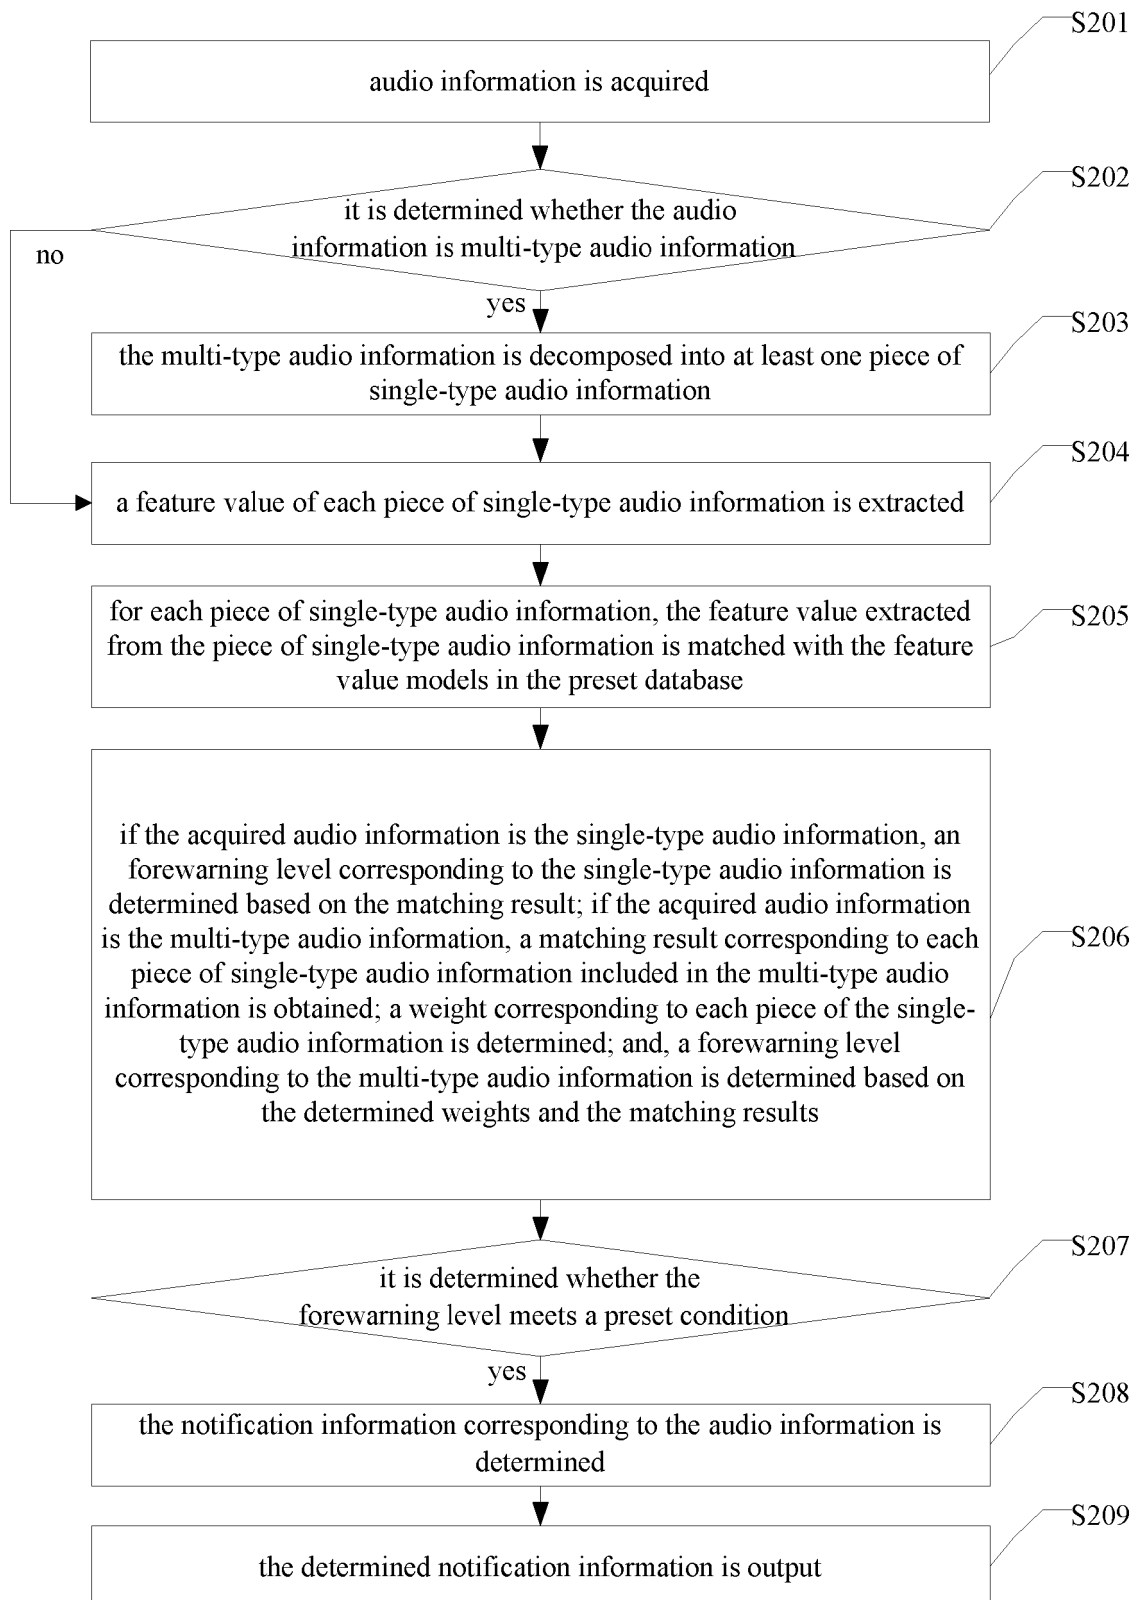 S201
audio information is acquired
S202
it is determined whether the audio
information is multi-type audio information
no
yes
S203
the multi-type audio information is decomposed into at least one piece of
single-type audio information
S204
a feature value of each piece of single-type audio information is extracted
S205
for each piece of single-type audio information, the feature value extracted
from the piece of single-type audio information is matched with the feature
value models in the preset database
if the acquired audio information is the single-type audio information, an
forewarning level corresponding to the single-type audio information is
determined based on the matching result; if the acquired audio information
is the multi-type audio information, a matching result corresponding to each
S206
piece of single-type audio information included in the multi-type audio
information is obtained; a weight corresponding to each piece of the single-
type audio information is determined; and, a forewarning level
corresponding to the multi-type audio information is determined based on
the determined weights and the matching results
S207
it is determined whether the
forewarning level meets a preset condition
yes
S208
the notification information corresponding to the audio information is
determined
S209
the determined notification information is output